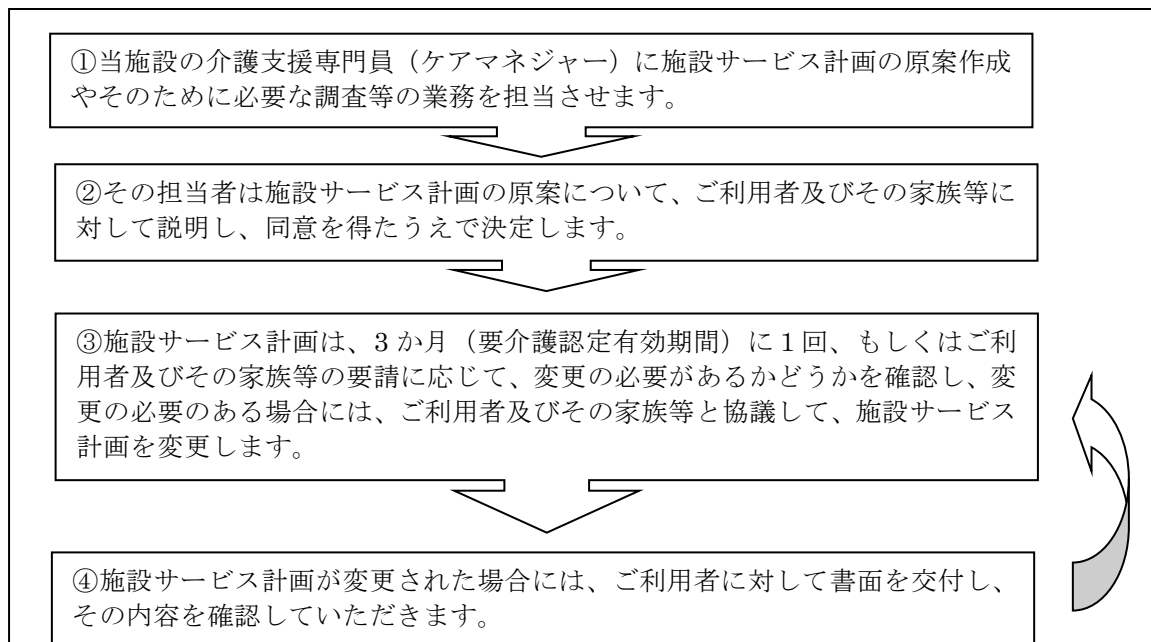 ①当施設の介護支援専門員（ケアマネジャー）に施設サービス計画の原案作成
やそのために必要な調査等の業務を担当させます。
②その担当者は施設サービス計画の原案について、ご利用者及びその家族等に
対して説明し、同意を得たうえで決定します。
③施設サービス計画は、3 か月（要介護認定有効期間）に 1 回、もしくはご利
用者及びその家族等の要請に応じて、変更の必要があるかどうかを確認し、変
更の必要のある場合には、ご利用者及びその家族等と協議して、施設サービス
計画を変更します。
④施設サービス計画が変更された場合には、ご利用者に対して書面を交付し、
その内容を確認していただきます。